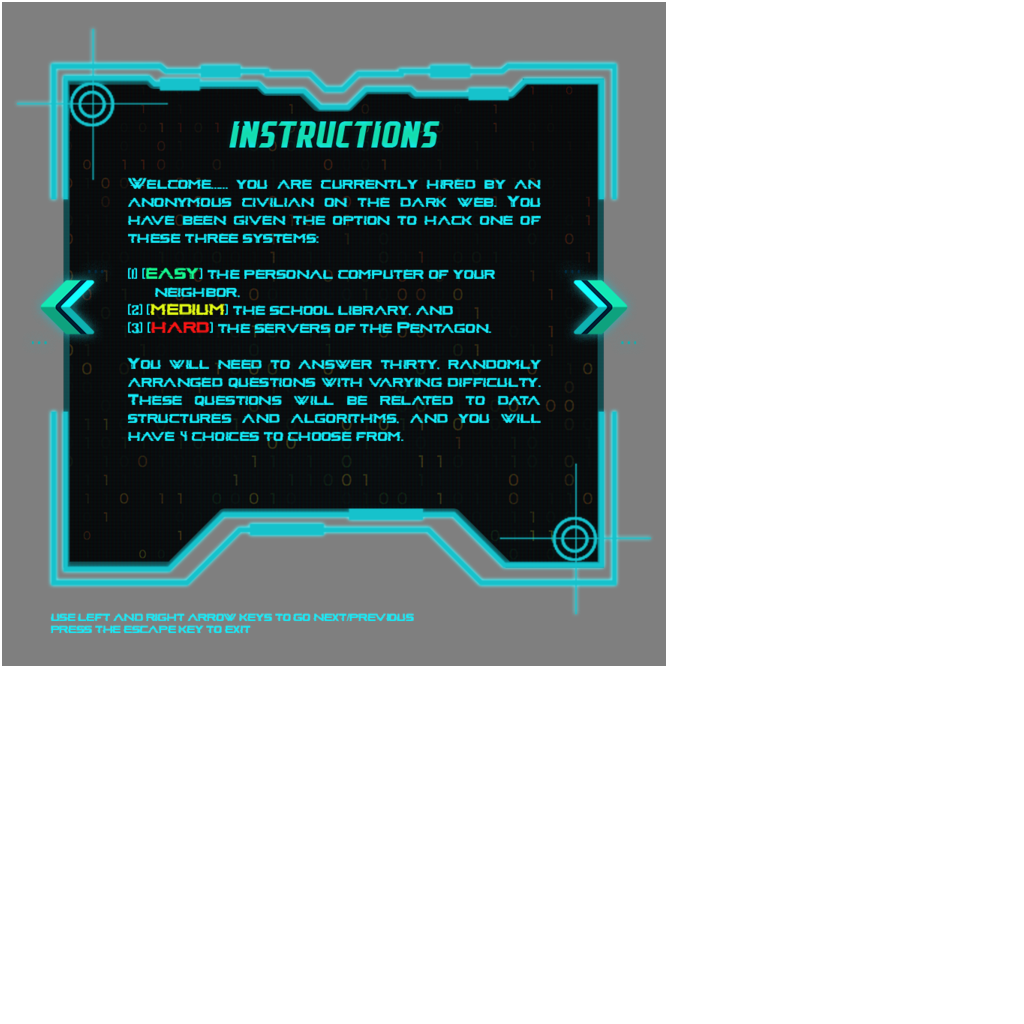 INSTRUCTIONS
WELCOME...... YOU ARE CURRENTLY HIRED BY AN
ANONYMOUS CIVILIAN ON THE DARK WEB. YOU
HAVE BEEN GIVEN THE OPTION TO HACK ONE OF
THESE THREE SYSTEMS:
[1] [EASY] THE PERSONAL COMPUTER OF YOUR
NEIGHBOR,
[2] [MEDIUM] THE SCHOOL LIBRARY, AND
[3] [HARD] THE SERVERS OF THE PENTAGON.
YOU WILL NEED TO ANSWER THIRTY, RANDOMLY
ARRANGED QUESTIONS WITH VARYING DIFFICULTY.
THESE QUESTIONS WILL BE RELATED TO DATA
STRUCTURES AND ALGORITHMS, AND YOU WILL
HAVE 4 CHOICES TO CHOOSE FROM.
USE LEFT AND RIGHT ARROW KEYS TO GO NEXT/PREVIOUS
PRESS THE ESCAPE KEY TO EXIT